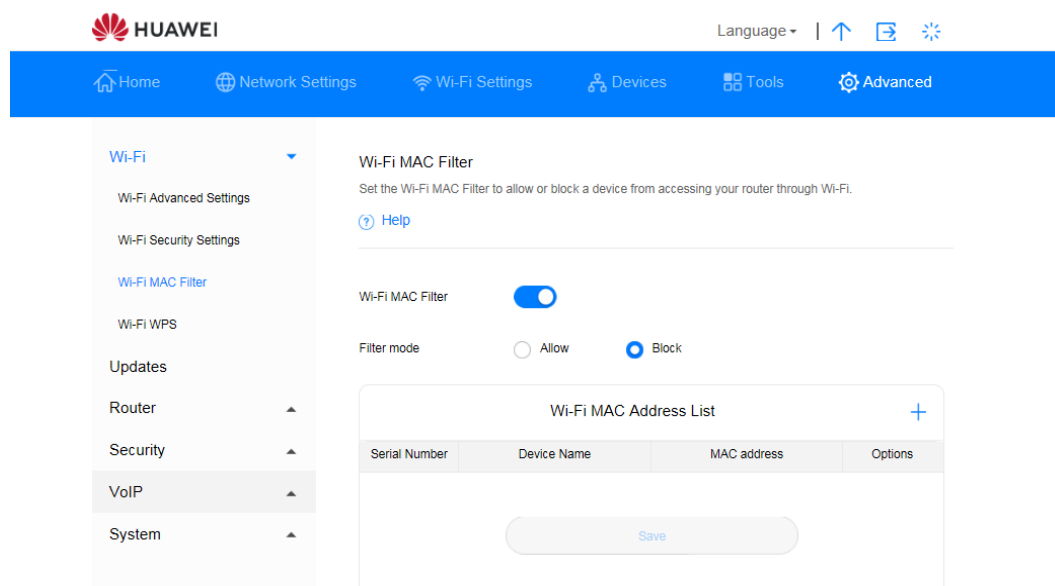 HUAWEI
Language
Home Network Settings Wi-Fi Settings Devices Tools Advanced
Wi-Fi
Wi-Fi Advanced Settings
Wi-Fi Security Settings
Wi-Fi MAC Filter
Wi-Fi WPS
Updates
Router
Security
VoIP
System
Wi-Fi MAC Filter
Set the Wi-Fi MAC Filter to allow or block a device from accessing your router through Wi-Fi.
? Help
Wi-Fi MAC Filter
Filter mode Allow Block
Wi-Fi MAC Address List
Serial Number Device Name MAC address Options
Save